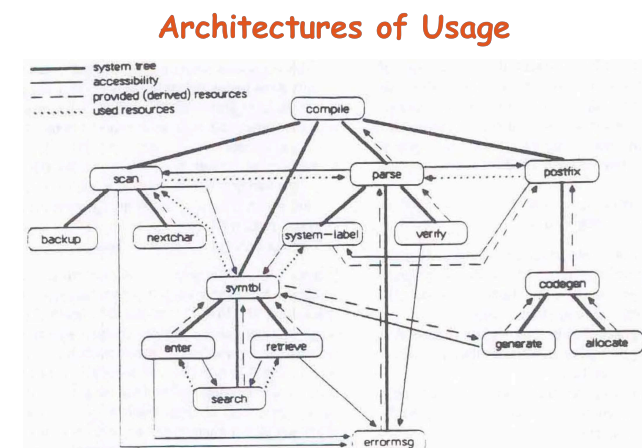 Architectures of Usage
system tree
accessibility
provided (derived) resources
used resources
compile
scan
parse
postfix
backup
nextchar
system-label
verify
symtbl
codegen
enter
retrieve
generate
allocate
search
errormsg